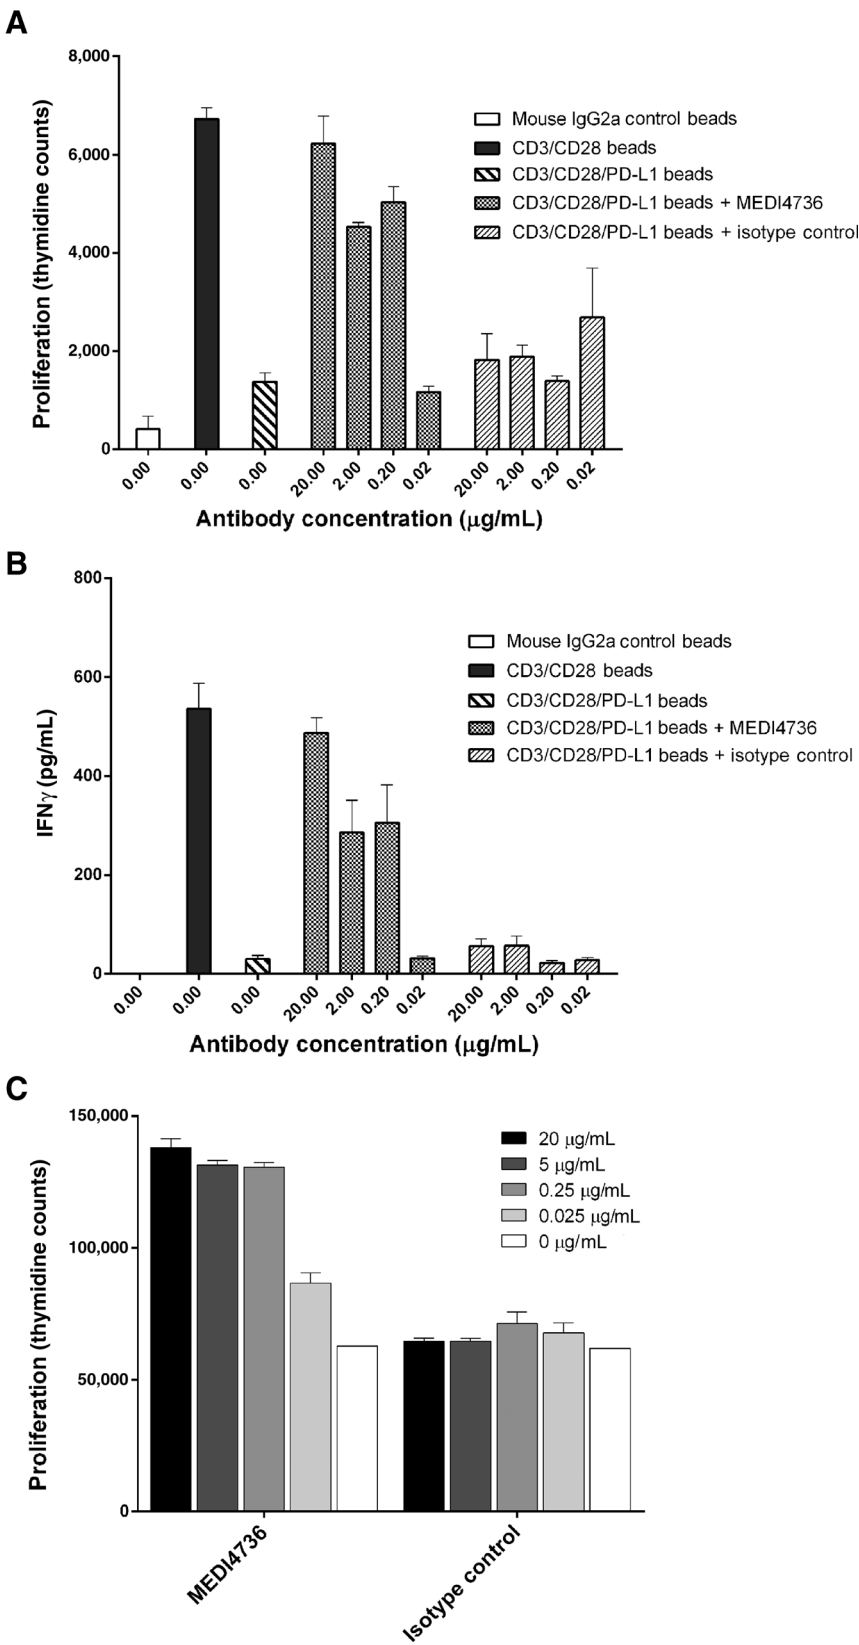 A
8,000
6,000
4,000
2,000
0
Proliferation (thymidine counts)
Mouse IgG2a control beads
CD3/CD28 beads
CD3/CD28/PD-L1 beads
CD3/CD28/PD-L1 beads + MEDI4736
CD3/CD28/PD-L1 beads + isotype control
0.00 0.00 0.00 20.00 2.00 0.20 0.02 20.00 2.00 0.20 0.02
Antibody concentration (μg/mL)
B
800
600
400
200
0
IFNγ (pg/mL)
Mouse IgG2a control beads
CD3/CD28 beads
CD3/CD28/PD-L1 beads
CD3/CD28/PD-L1 beads + MEDI4736
CD3/CD28/PD-L1 beads + isotype control
0.00 0.00 0.00 20.00 2.00 0.20 0.02 20.00 2.00 0.20 0.02
Antibody concentration (μg/mL)
C
150,000
100,000
50,000
0
Proliferation (thymidine counts)
20 μg/mL
5 μg/mL
0.25 μg/mL
0.025 μg/mL
0 μg/mL
MEDI4736
Isotype control